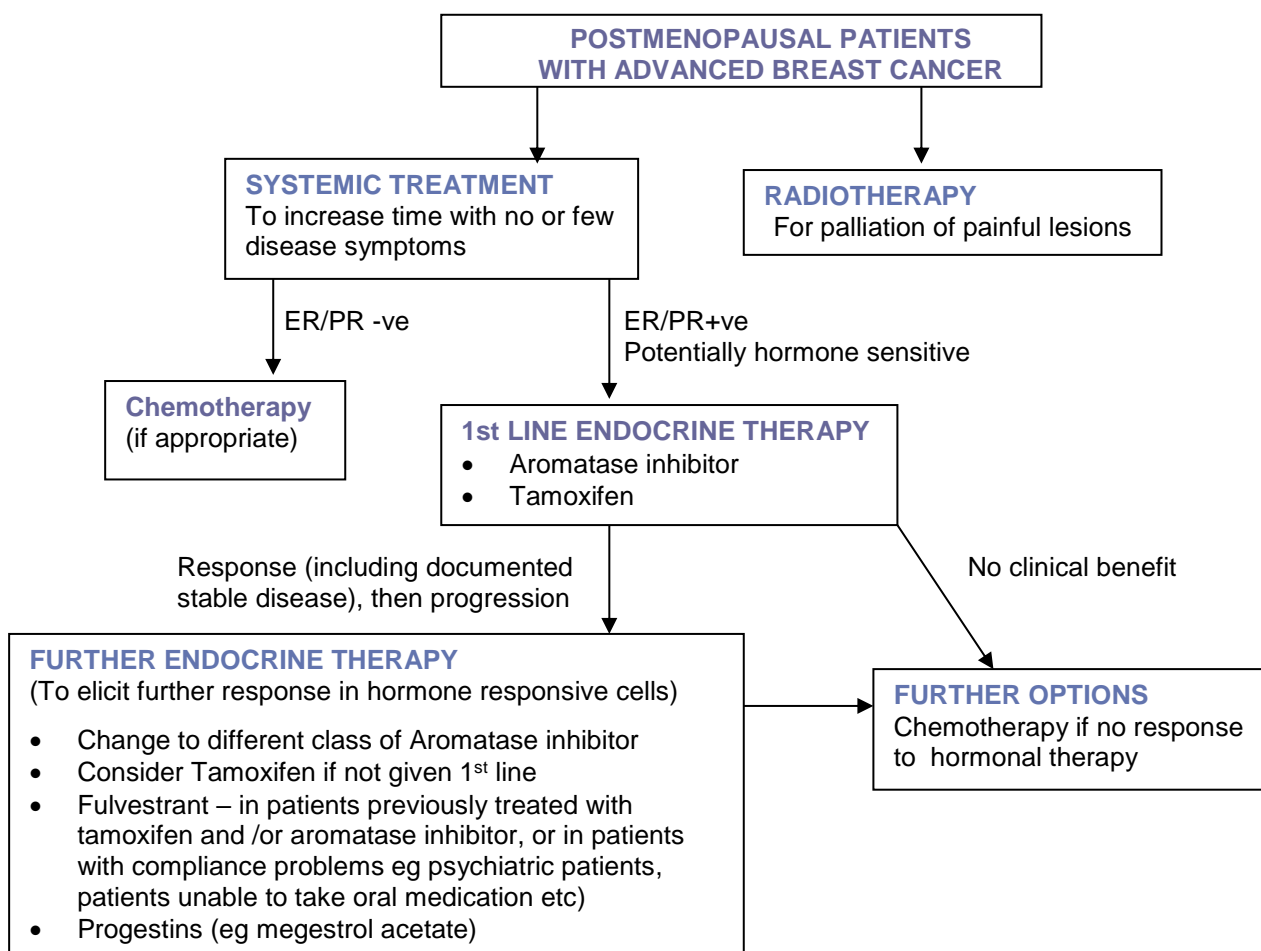 POSTMENOPAUSAL PATIENTS
WITH ADVANCED BREAST CANCER
SYSTEMIC TREATMENT
To increase time with no or few
disease symptoms
RADIOTHERAPY
For palliation of painful lesions
ER/PR -ve
ER/PR+ve
Potentially hormone sensitive
Chemotherapy
(if appropriate)
1st LINE ENDOCRINE THERAPY
• Aromatase inhibitor
• Tamoxifen
Response (including documented
stable disease), then progression
No clinical benefit
FURTHER ENDOCRINE THERAPY
(To elicit further response in hormone responsive cells)
• Change to different class of Aromatase inhibitor
• Consider Tamoxifen if not given 1st line
• Fulvestrant – in patients previously treated with
tamoxifen and /or aromatase inhibitor, or in patients
with compliance problems eg psychiatric patients,
patients unable to take oral medication etc)
• Progestins (eg megestrol acetate)
FURTHER OPTIONS
Chemotherapy if no response
to hormonal therapy